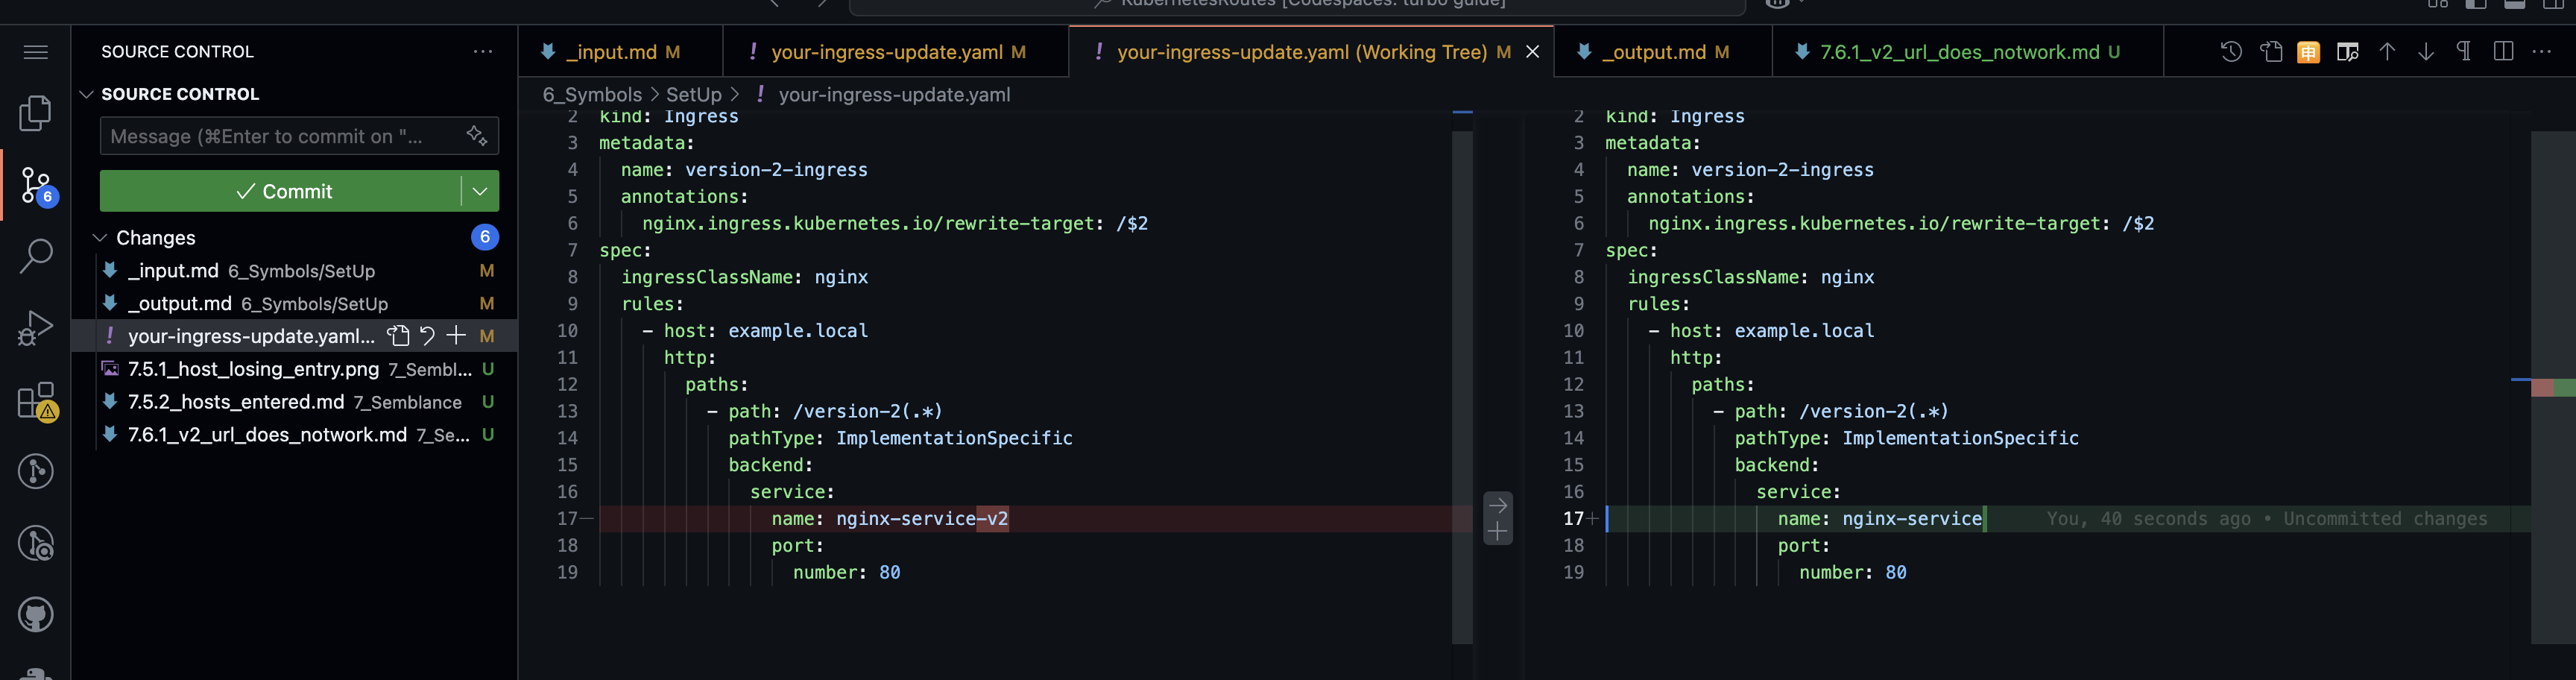 KubernetesRoutes [Codespaces: turbo guide]
SOURCE CONTROL
_input.md M
your-ingress-update.yaml M
your-ingress-update.yaml (Working Tree) M
_output.md M
7.6.1_v2_url_does_notwork.md U
SOURCE CONTROL
Message (⌘Enter to commit on "...
Commit
Changes 6
_input.md 6_Symbols/SetUp M
_output.md 6_Symbols/SetUp M
your-ingress-update.yaml... M
7.5.1_host_losing_entry.png 7_Sembl... U
7.5.2_hosts_entered.md 7_Semblance U
7.6.1_v2_url_does_notwork.md 7_Se... U
6
6_Symbols > SetUp > ! your-ingress-update.yaml
2 kind: Ingress
3 metadata:
4 name: version-2-ingress
5 annotations:
6 nginx.ingress.kubernetes.io/rewrite-target: /$2
7 spec:
8 ingressClassName: nginx
9 rules:
10 - host: example.local
11 http:
12 paths:
13 - path: /version-2(.*)
14 pathType: ImplementationSpecific
15 backend:
16 service:
17— name: nginx-service-v2
18 port:
19 number: 80
2 kind: Ingress
3 metadata:
4 name: version-2-ingress
5 annotations:
6 nginx.ingress.kubernetes.io/rewrite-target: /$2
7 spec:
8 ingressClassName: nginx
9 rules:
10 - host: example.local
11 http:
12 paths:
13 - path: /version-2(.*)
14 pathType: ImplementationSpecific
15 backend:
16 service:
17+ name: nginx-service You, 40 seconds ago • Uncommitted changes
18 port:
19 number: 80